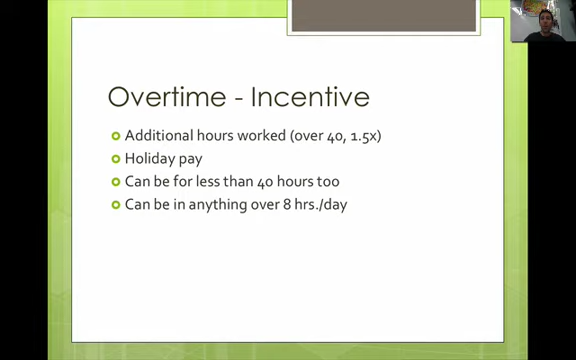 Overtime - Incentive
Additional hours worked (over 40, 1.5x)
Holiday pay
Can be for less than 40 hours too
Can be in anything over 8 hrs./day